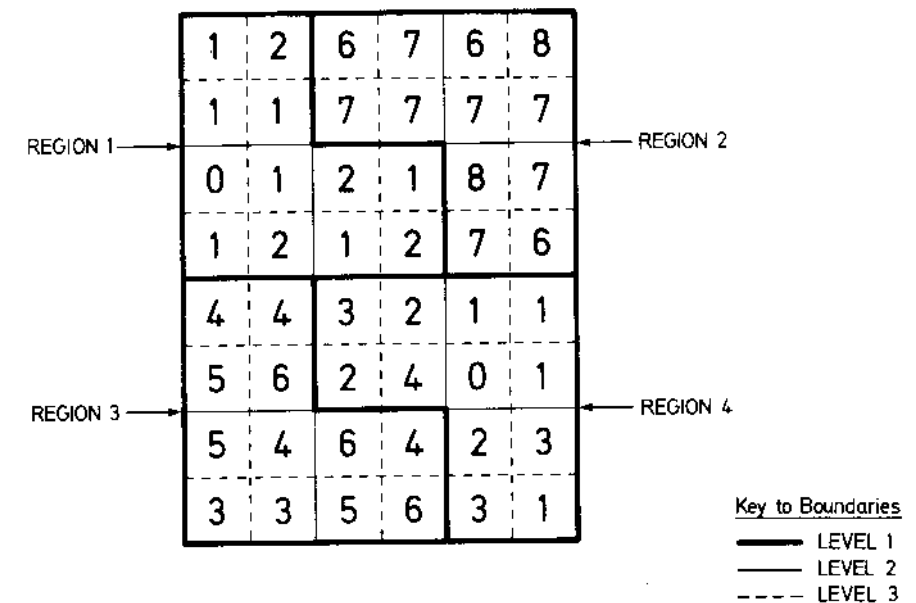 1 2 6 7 6 8
1 1 7 7 7 7
REGION 1 REGION 2
0 1 2 1 8 7
1 2 1 2 7 6
4 4 3 2 1 1
5 6 2 4 0 1
REGION 3 REGION 4
5 4 6 4 2 3
3 3 5 6 3 1
Key to Boundaries
LEVEL 1
LEVEL 2
LEVEL 3